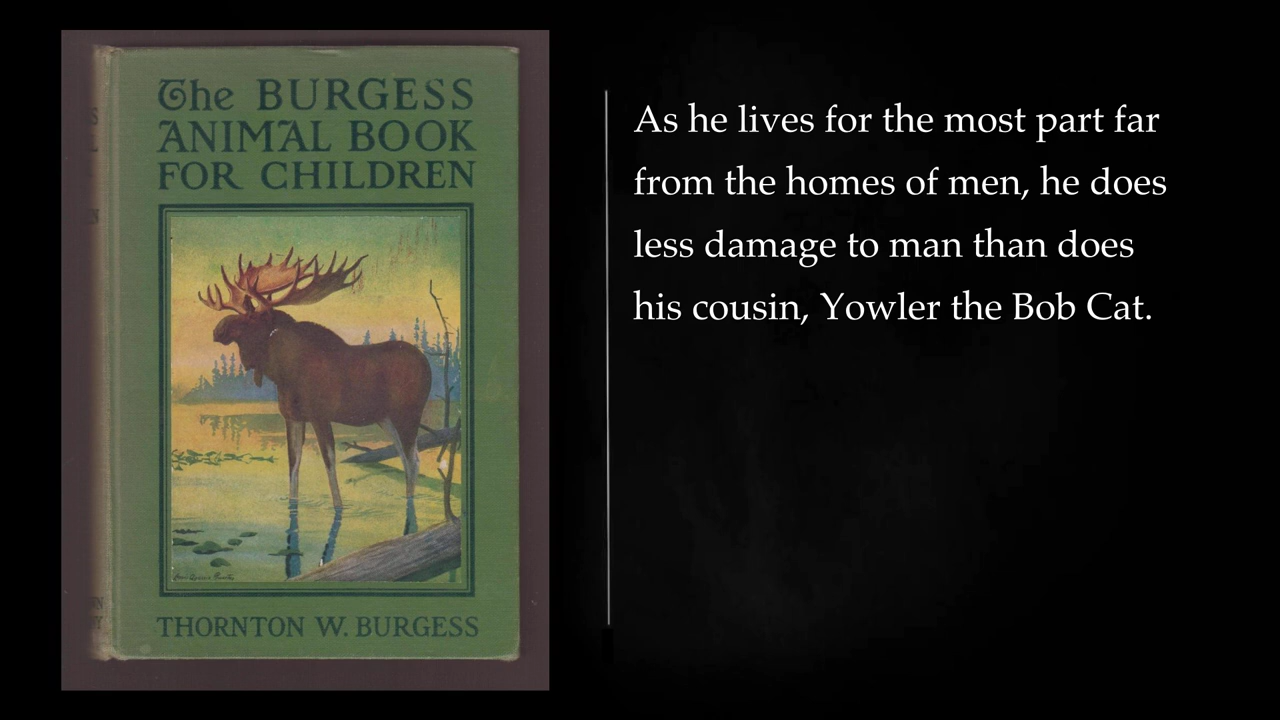 The BURGESS
ANIMAL BOOK
FOR CHILDREN
THORNTON W. BURGESS
As he lives for the most part far
from the homes of men, he does
less damage to man than does
his cousin, Yowler the Bob Cat.